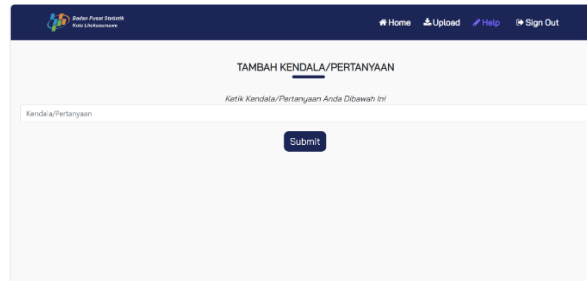 Badan Pusat Statistik
Kota Lhokseumawe
Home Upload Help Sign Out
TAMBAH KENDALA/PERTANYAAN
Ketik Kendala/Pertanyaan Anda Dibawah Ini
Kendala/Pertanyaan
Submit